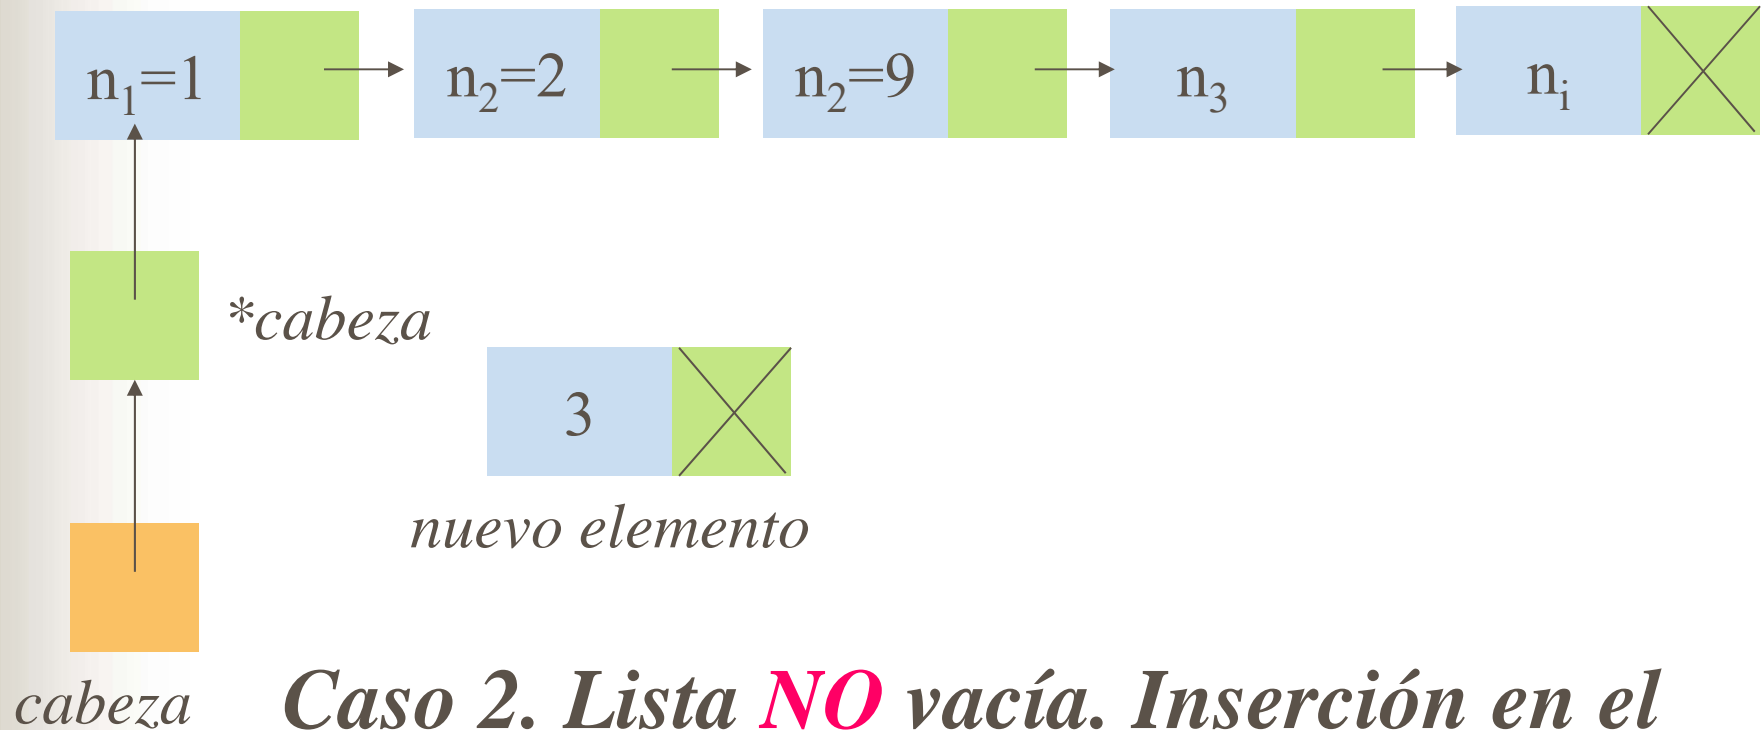 n1=1 n2=2 n2=9 n3 ni
*cabeza
3
nuevo elemento
cabeza
Caso 2. Lista NO vacía. Inserción en el